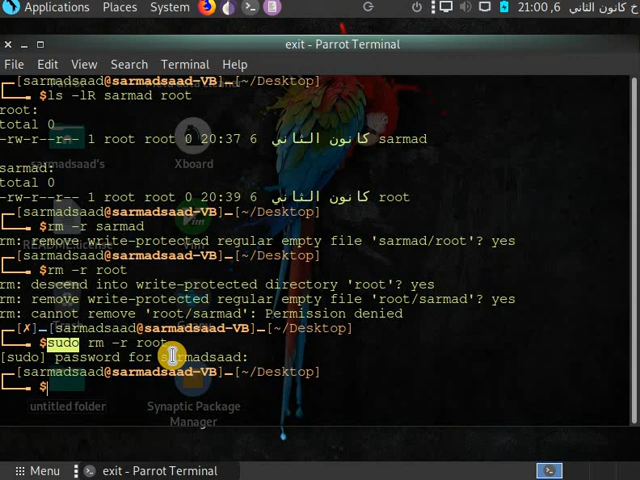 Applications Places System خ كانون الثاني 6, 21:00
exit - Parrot Terminal
File Edit View Search Terminal Help
[sarmadsaad@sarmadsaad-VB]-[~/Desktop]
$ls -lR sarmad root
root:
total 0
-rw-r--r-- 1 root root 0 20:37 6 كانون الثاني sarmad
sarmad:
total 0
-rw-r--r-- 1 root root 0 20:39 6 كانون الثاني root
[sarmadsaad@sarmadsaad-VB]-[~/Desktop]
$rm -r sarmad
rm: remove write-protected regular empty file 'sarmad/root'? yes
[sarmadsaad@sarmadsaad-VB]-[~/Desktop]
$rm -r root
rm: descend into write-protected directory 'root'? yes
rm: remove write-protected regular empty file 'root/sarmad'? yes
rm: cannot remove 'root/sarmad': Permission denied
[✗]-[sarmadsaad@sarmadsaad-VB]-[~/Desktop]
$sudo rm -r root
[sudo] password for sarmadsaad:
[sarmadsaad@sarmadsaad-VB]-[~/Desktop]
$
sarmadsaad's
Xboard
untitled folder
Synaptic Package
Manager
Menu exit - Parrot Terminal